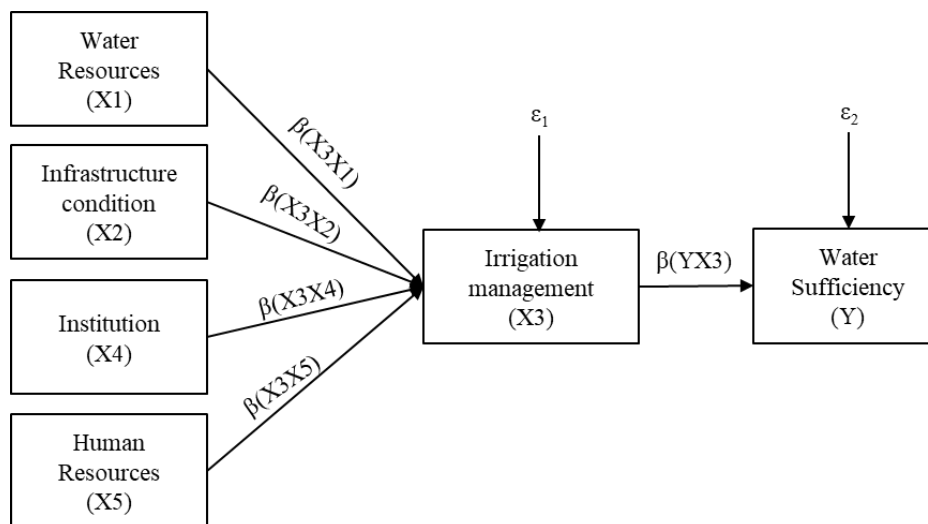 Water
Resources
(X1)
Infrastructure
condition
(X2)
Institution
(X4)
Human
Resources
(X5)
β(X3X1)
β(X3X2)
β(X3X4)
β(X3X5)
ε1
Irrigation
management
(X3)
β(YX3)
ε2
Water
Sufficiency
(Y)